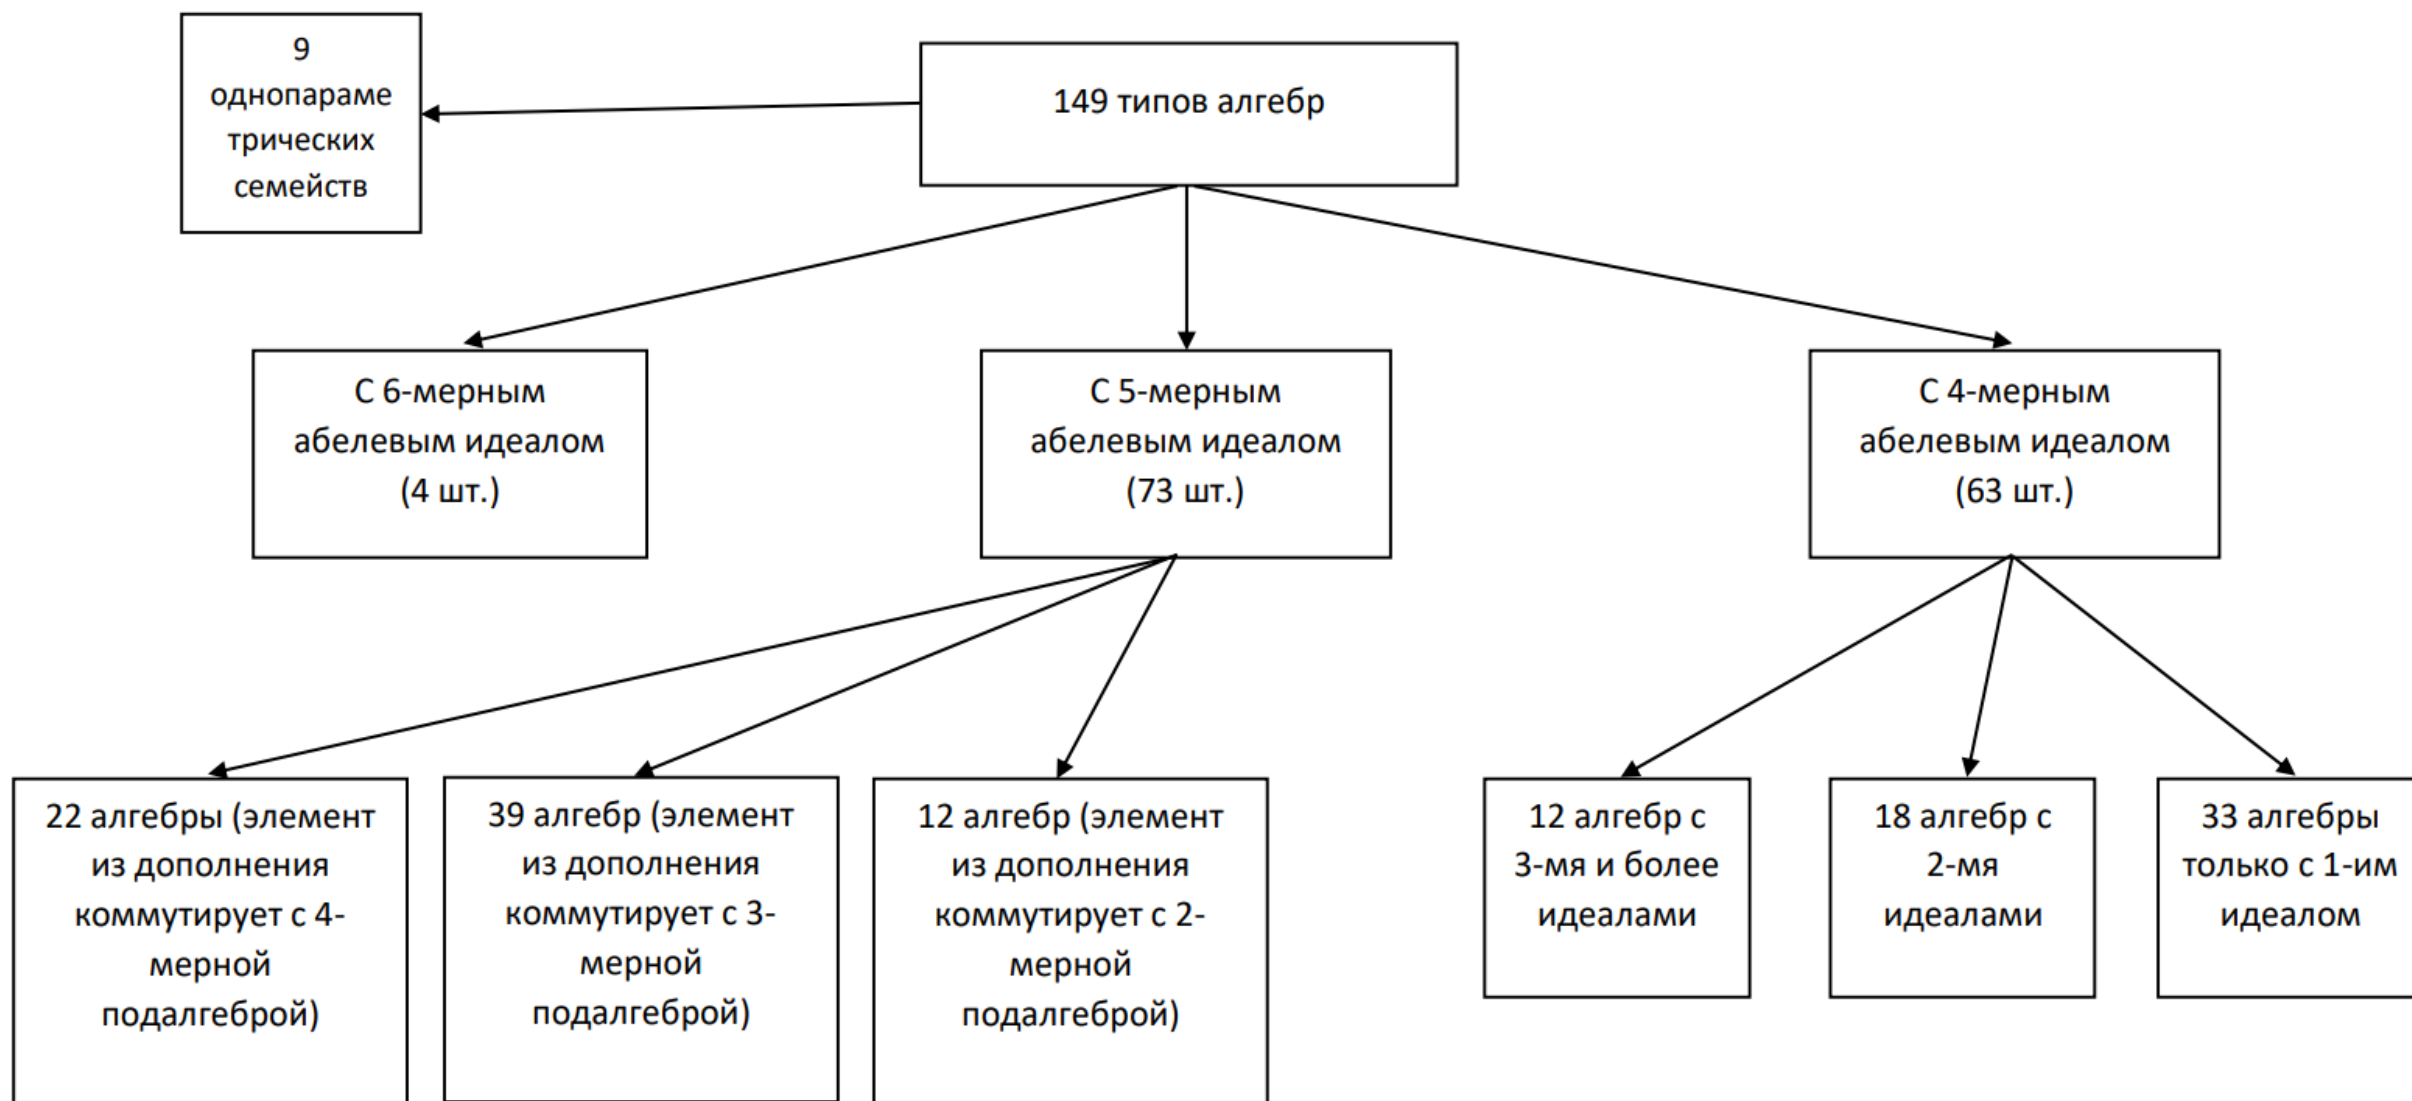 9
однопараме
трических
семейств
149 типов алгебр
С 6-мерным
абелевым идеалом
(4 шт.)
С 5-мерным
абелевым идеалом
(73 шт.)
С 4-мерным
абелевым идеалом
(63 шт.)
22 алгебры (элемент
из дополнения
коммутирует с 4-
мерной
подалгеброй)
39 алгебр (элемент
из дополнения
коммутирует с 3-
мерной
подалгеброй)
12 алгебр (элемент
из дополнения
коммутирует с 2-
мерной
подалгеброй)
12 алгебр с
3-мя и более
идеалами
18 алгебр с
2-мя
идеалами
33 алгебры
только с 1-им
идеалом